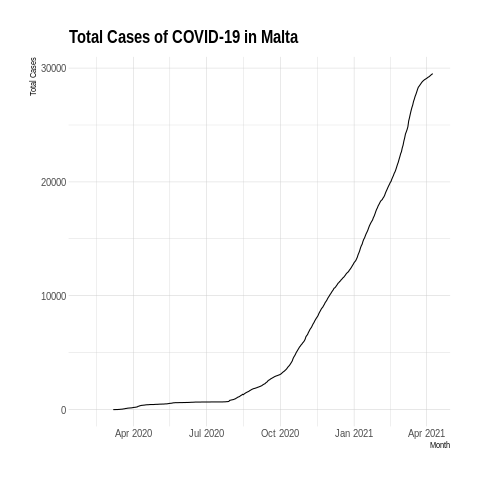 Total Cases of COVID-19 in Malta
Total Cases
30000
20000
10000
0
Apr 2020 Jul 2020 Oct 2020 Jan 2021 Apr 2021
Month